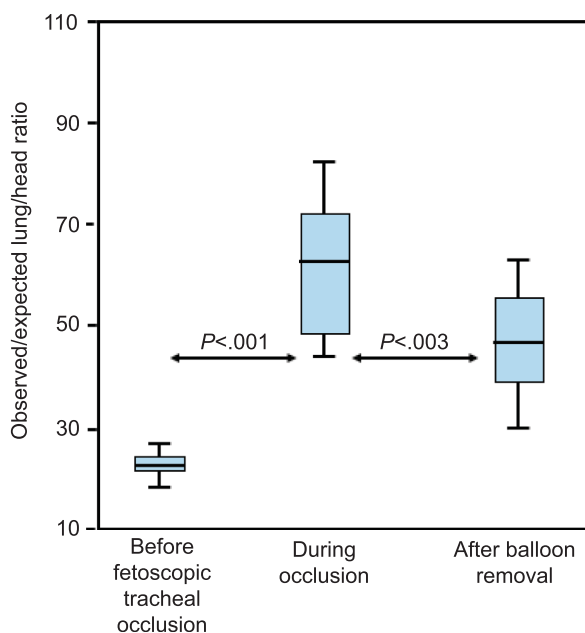 Observed/expected lung/head ratio
110
90
70
50
30
10
P<.001
P<.003
Before
fetoscopic
tracheal
occlusion
During
occlusion
After balloon
removal